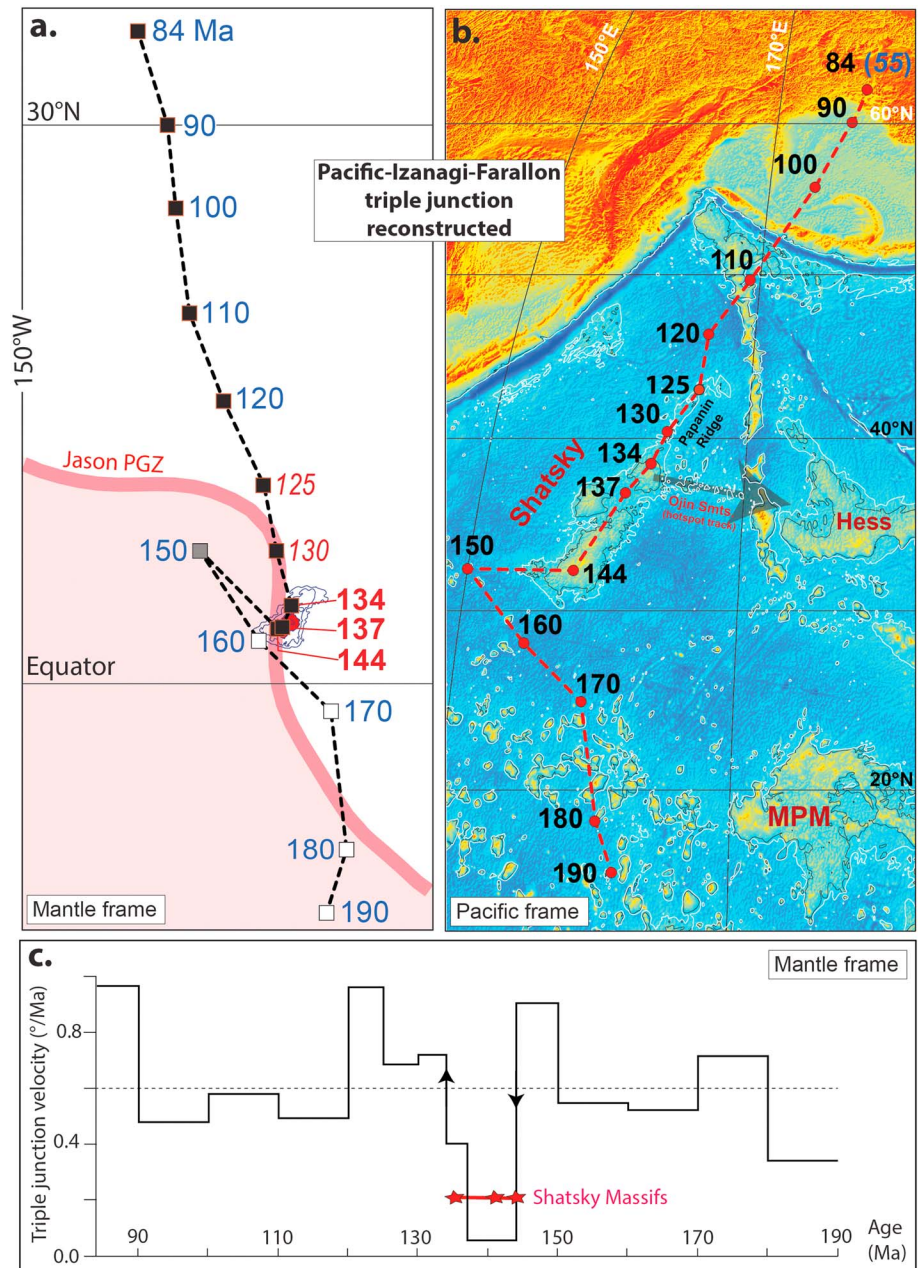 a.
84 Ma
30°N
90
100
110
150°W
120
Jason PGZ
125
150
130
134
137
160
144
Equator
170
180
190
Mantle frame
Pacific-Izanagi-Farallon
triple junction
reconstructed
b.
150°E
170°E
84 (55)
90
60°N
100
110
120
125
130
Papanin
Ridge
40°N
134
Shatsky
137
Ojin Smts
(hotspot track)
Hess
150
144
160
170
20°N
180
MPM
190
Pacific frame
c.
Mantle frame
Triple junction velocity (°/Ma)
0.8
0.4
0.0
Shatsky Massifs
90
110
130
150
170
190
Age
(Ma)